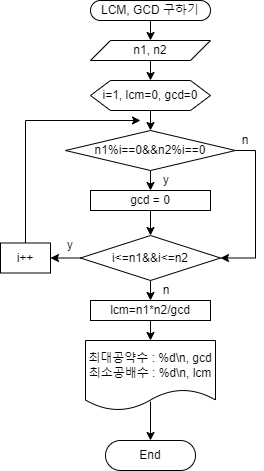 LCM, GCD 구하기
n1, n2
i=1, lcm=0, gcd=0
n1%i==0&&n2%i==0
n
y
gcd = 0
i<=n1&&i<=n2
y
i++
n
lcm=n1*n2/gcd
최대공약수 : %d\n, gcd
최소공배수 : %d\n, lcm
End